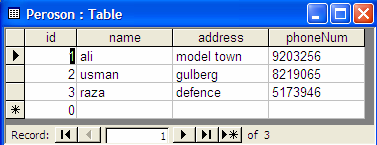 Peroson : Table
id name address phoneNum
1 ali model town 9203256
2 usman gulberg 8219065
3 raza defence 5173946
* 0
Record: 1 * of 3